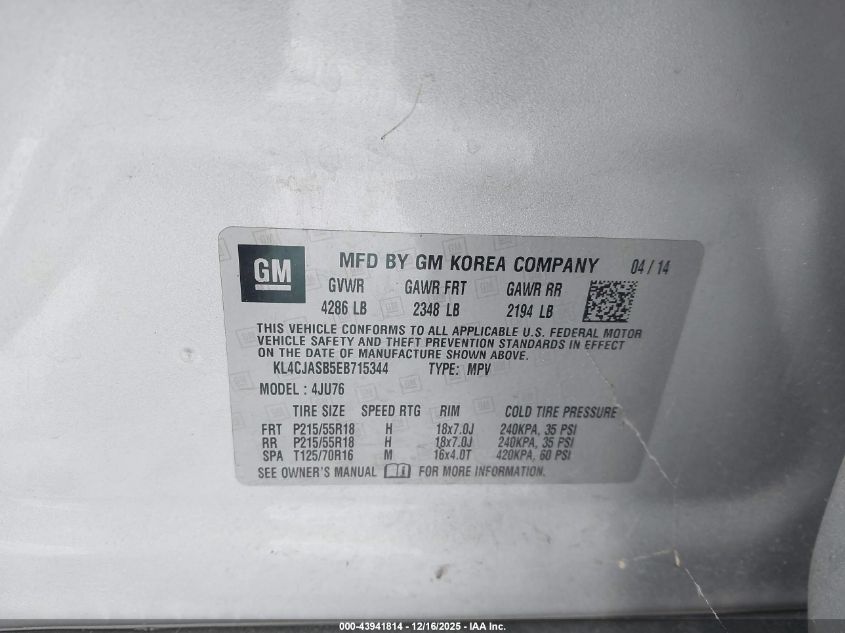 GM
MFD BY GM KOREA COMPANY 04/14
GVWR GAWR FRT GAWR RR
4286 LB 2348 LB 2194 LB
THIS VEHICLE CONFORMS TO ALL APPLICABLE U.S. FEDERAL MOTOR
VEHICLE SAFETY AND THEFT PREVENTION STANDARDS IN EFFECT
ON THE DATE OF MANUFACTURE SHOWN ABOVE.
KL4CJASB5EB715344 TYPE: MPV
MODEL: 4JU76
TIRE SIZE SPEED RTG RIM COLD TIRE PRESSURE
FRT P215/55R18 H 18x7.0J 240KPA, 35 PSI
RR P215/55R18 H 18x7.0J 240KPA, 35 PSI
SPA T125/70R16 M 16x4.0T 420KPA, 60 PSI
SEE OWNER'S MANUAL FOR MORE INFORMATION.
000-43941814 - 12/16/2025 - IAA Inc.